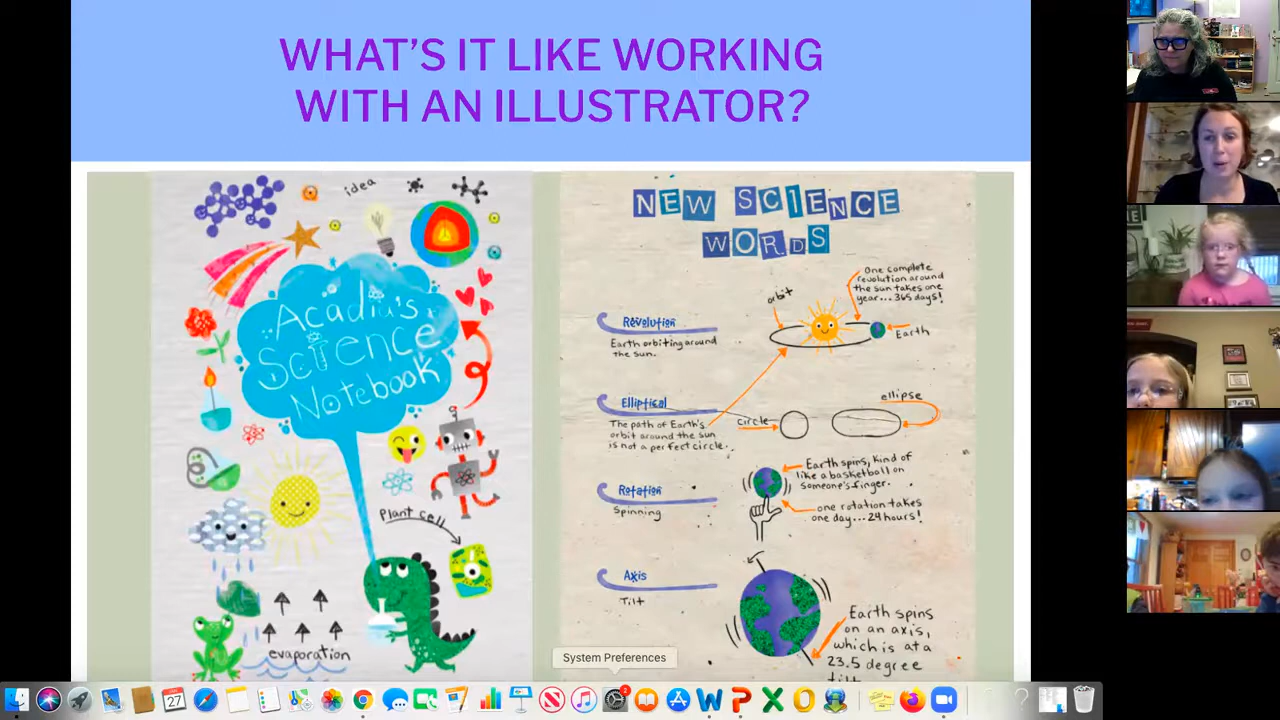 WHAT'S IT LIKE WORKING
WITH AN ILLUSTRATOR?
idea
Acadia's
Science
Notebook
Plant cell
evaporation
NEW SCIENCE
WORDS
Revolution
Earth orbiting around
the sun.
orbit
One complete
revolution around
the sun takes one
year...365 days!
Earth
Elliptical
The path of Earth's
orbit around the sun
is not a perfect circle.
circle
ellipse
Rotation
Spinning
Earth spins, kind of
like a basketball on
someone's finger.
one rotation takes
one day...24 hours!
Axis
Tilt
Earth spins
on an axis,
which is at a
23.5 degree
tilt
System Preferences
27
2